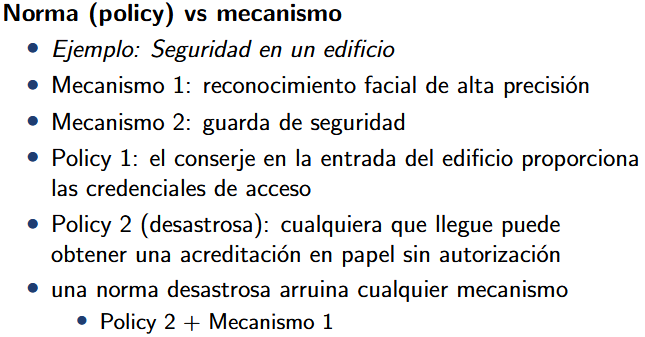 Norma (policy) vs mecanismo
• Ejemplo: Seguridad en un edificio
• Mecanismo 1: reconocimiento facial de alta precisión
• Mecanismo 2: guarda de seguridad
• Policy 1: el conserje en la entrada del edificio proporciona
las credenciales de acceso
• Policy 2 (desastrosa): cualquiera que llegue puede
obtener una acreditación en papel sin autorización
• una norma desastrosa arruina cualquier mecanismo
• Policy 2 + Mecanismo 1